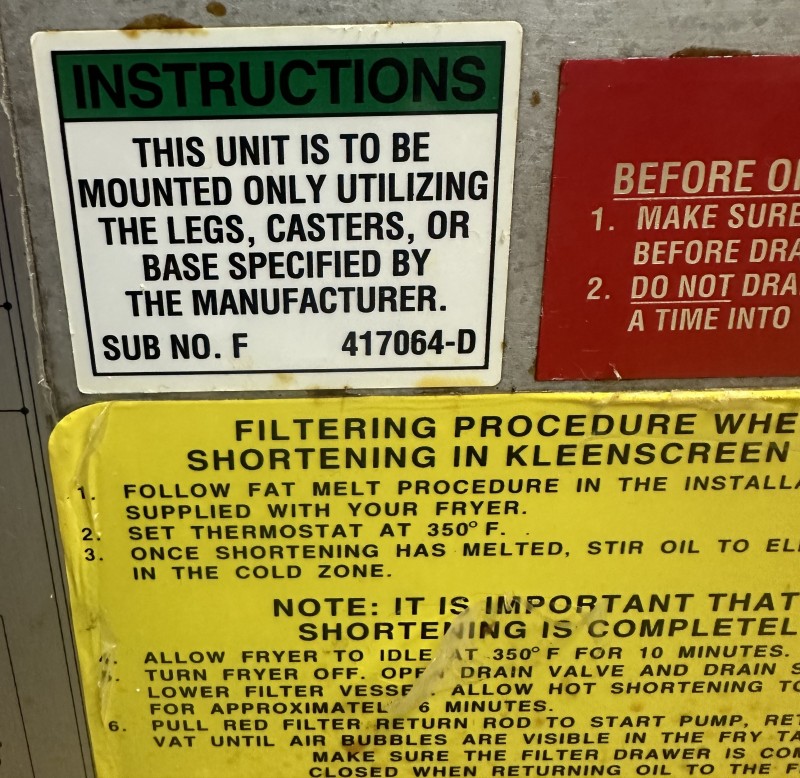 INSTRUCTIONS
THIS UNIT IS TO BE
MOUNTED ONLY UTILIZING
THE LEGS, CASTERS, OR
BASE SPECIFIED BY
THE MANUFACTURER.
SUB NO. F 417064-D
BEFORE
1. MAKE SURE
BEFORE
2. DO NOT
A TIME INTO
FILTERING PROCEDURE
SHORTENING IN KLEENSCREEN
1. FOLLOW FAT MELT PROCEDURE IN THE
SUPPLIED WITH YOUR FRYER.
2. SET THERMOSTAT AT 350° F.
3. ONCE SHORTENING HAS MELTED, STIR OIL TO
IN THE COLD ZONE.
NOTE: IT IS IMPORTANT THAT
SHORTENING IS
4. ALLOW FRYER TO IDLE AT 350° F FOR 10 MINUTES.
5. TURN FRYER OFF. OPEN DRAIN VALVE AND DRAIN
LOWER FILTER ALLOW HOT SHORTENING
FOR 6 MINUTES.
6. PULL RED FILTER RETURN ROD TO START PUMP,
VAT UNTIL AIR BUBBLES ARE VISIBLE IN THE FRY
MAKE SURE THE FILTER DRAWER IS
CLOSED WHEN RETURNING OIL TO THE